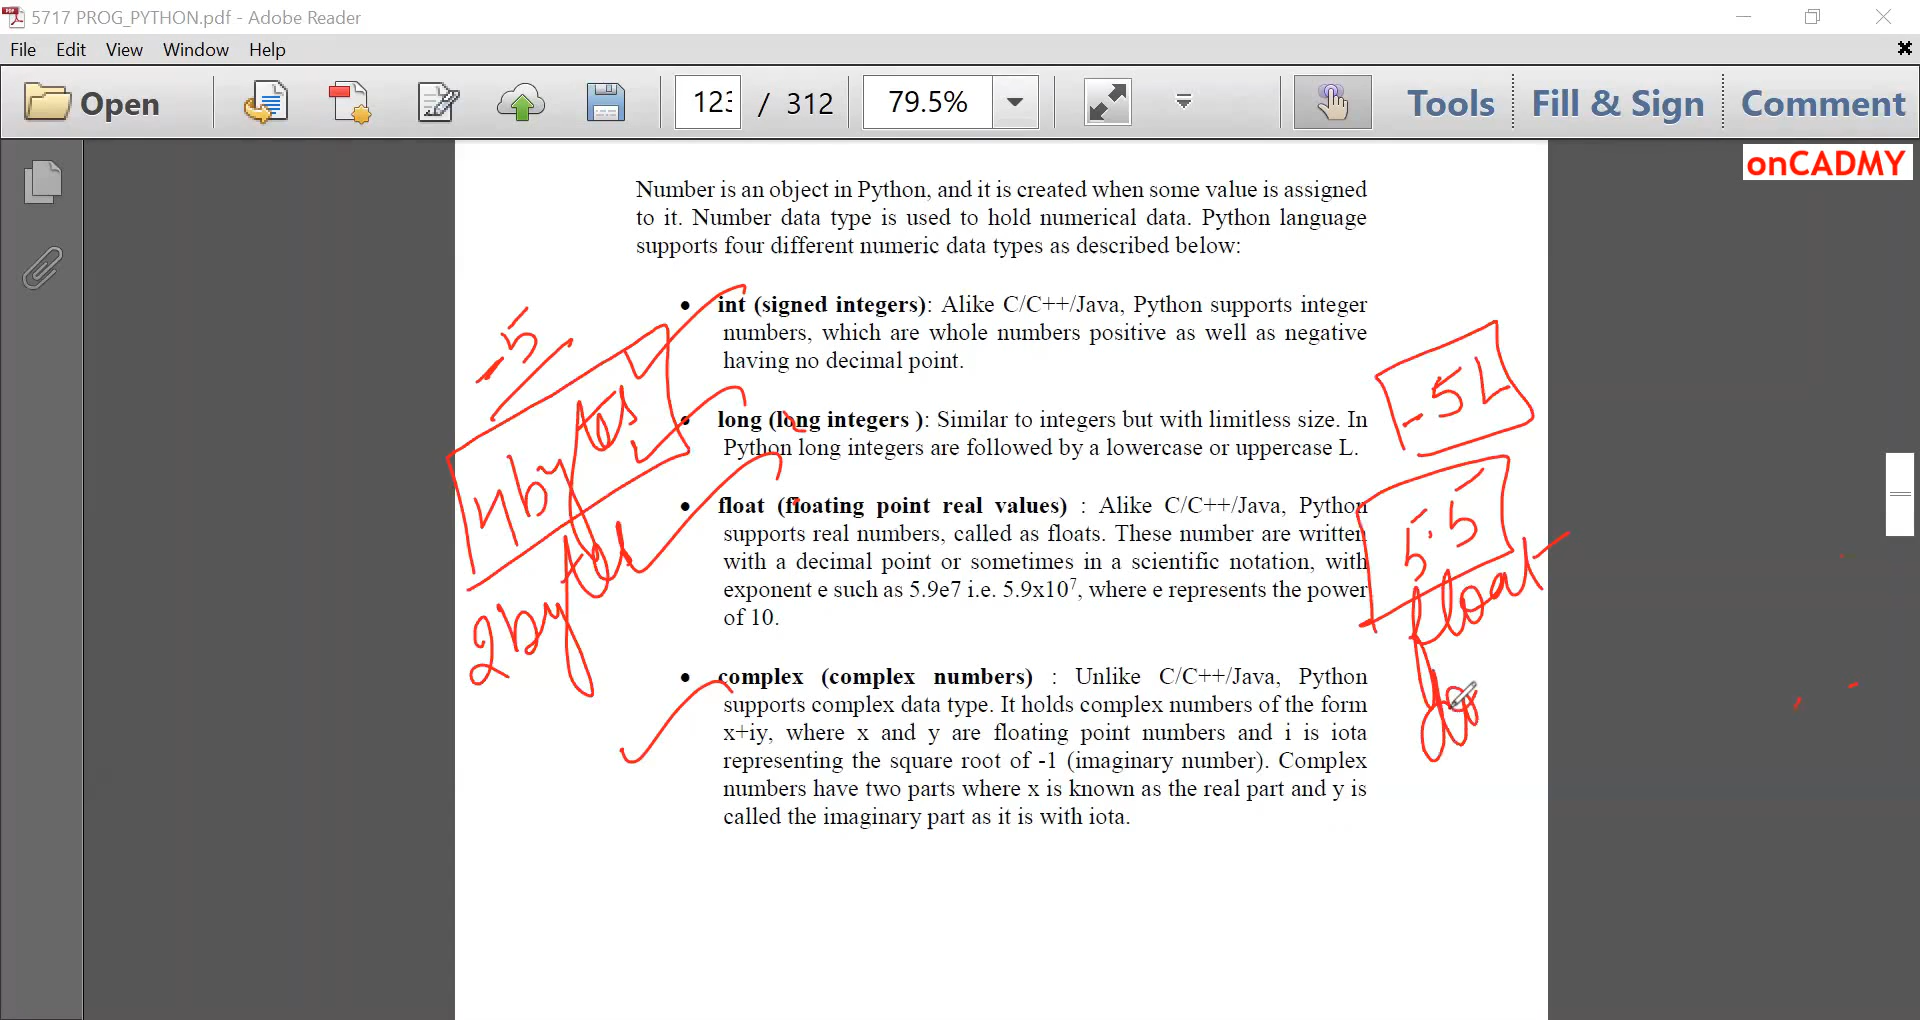 5717 PROG_PYTHON.pdf - Adobe Reader
File Edit View Window Help
Open 123 / 312 79.5% Tools Fill & Sign Comment
onCADMY
Number is an object in Python, and it is created when some value is assigned
to it. Number data type is used to hold numerical data. Python language
supports four different numeric data types as described below:
• int (signed integers): Alike C/C++/Java, Python supports integer
numbers, which are whole numbers positive as well as negative
having no decimal point.
• long (long integers ): Similar to integers but with limitless size. In
Python long integers are followed by a lowercase or uppercase L.
• float (floating point real values) : Alike C/C++/Java, Python
supports real numbers, called as floats. These number are written
with a decimal point or sometimes in a scientific notation, with
exponent e such as 5.9e7 i.e. 5.9x10⁷, where e represents the power
of 10.
• complex (complex numbers) : Unlike C/C++/Java, Python
supports complex data type. It holds complex numbers of the form
x+iy, where x and y are floating point numbers and i is iota
representing the square root of -1 (imaginary number). Complex
numbers have two parts where x is known as the real part and y is
called the imaginary part as it is with iota.
-5
4bytes
2bytes
-5L
5.5
float